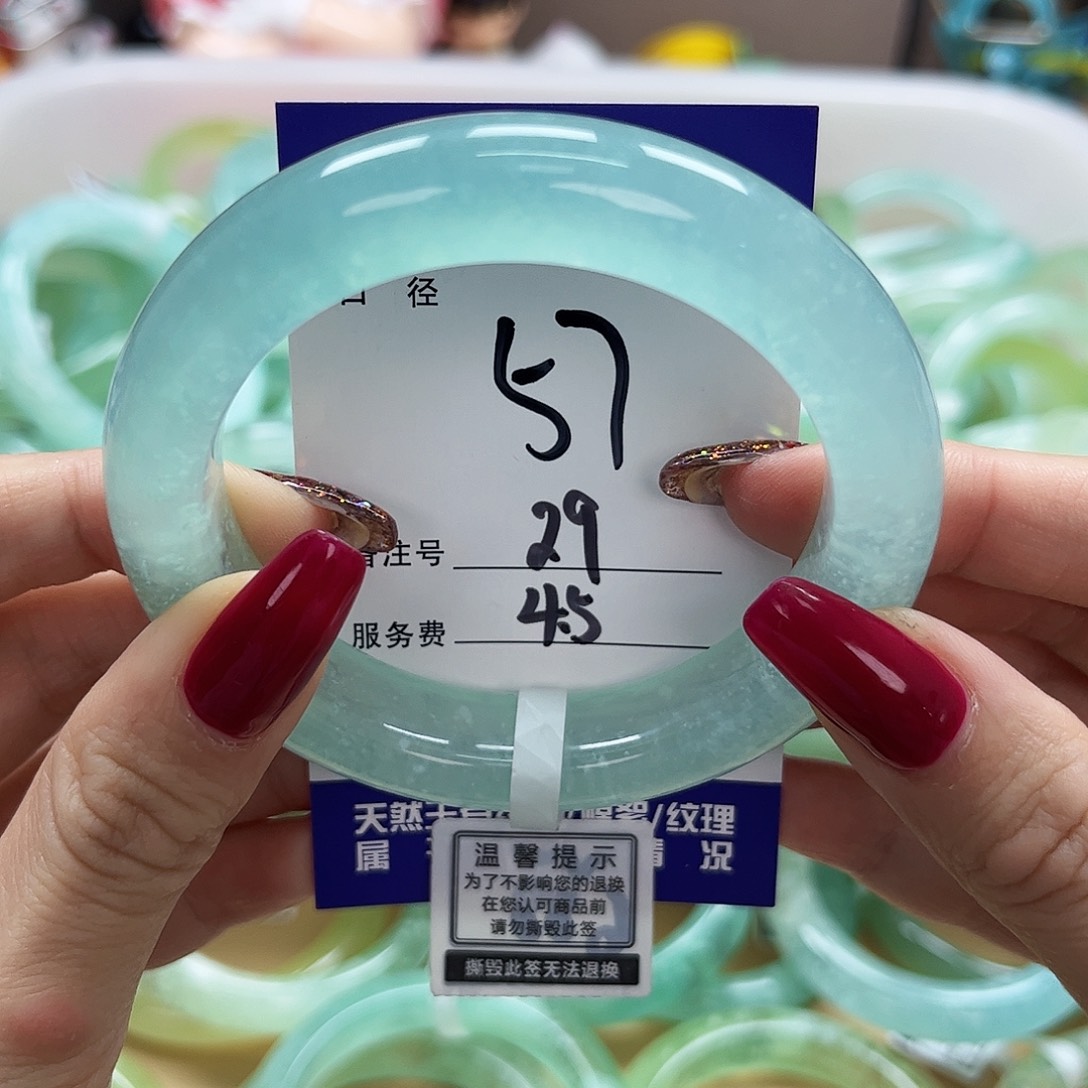 径
57
29
注号
45
服务费
天然 /纹理
属 况
温馨提示
为了不影响您的退换
在您认可商品前
请勿撕毁此签
撕毁此签无法退换